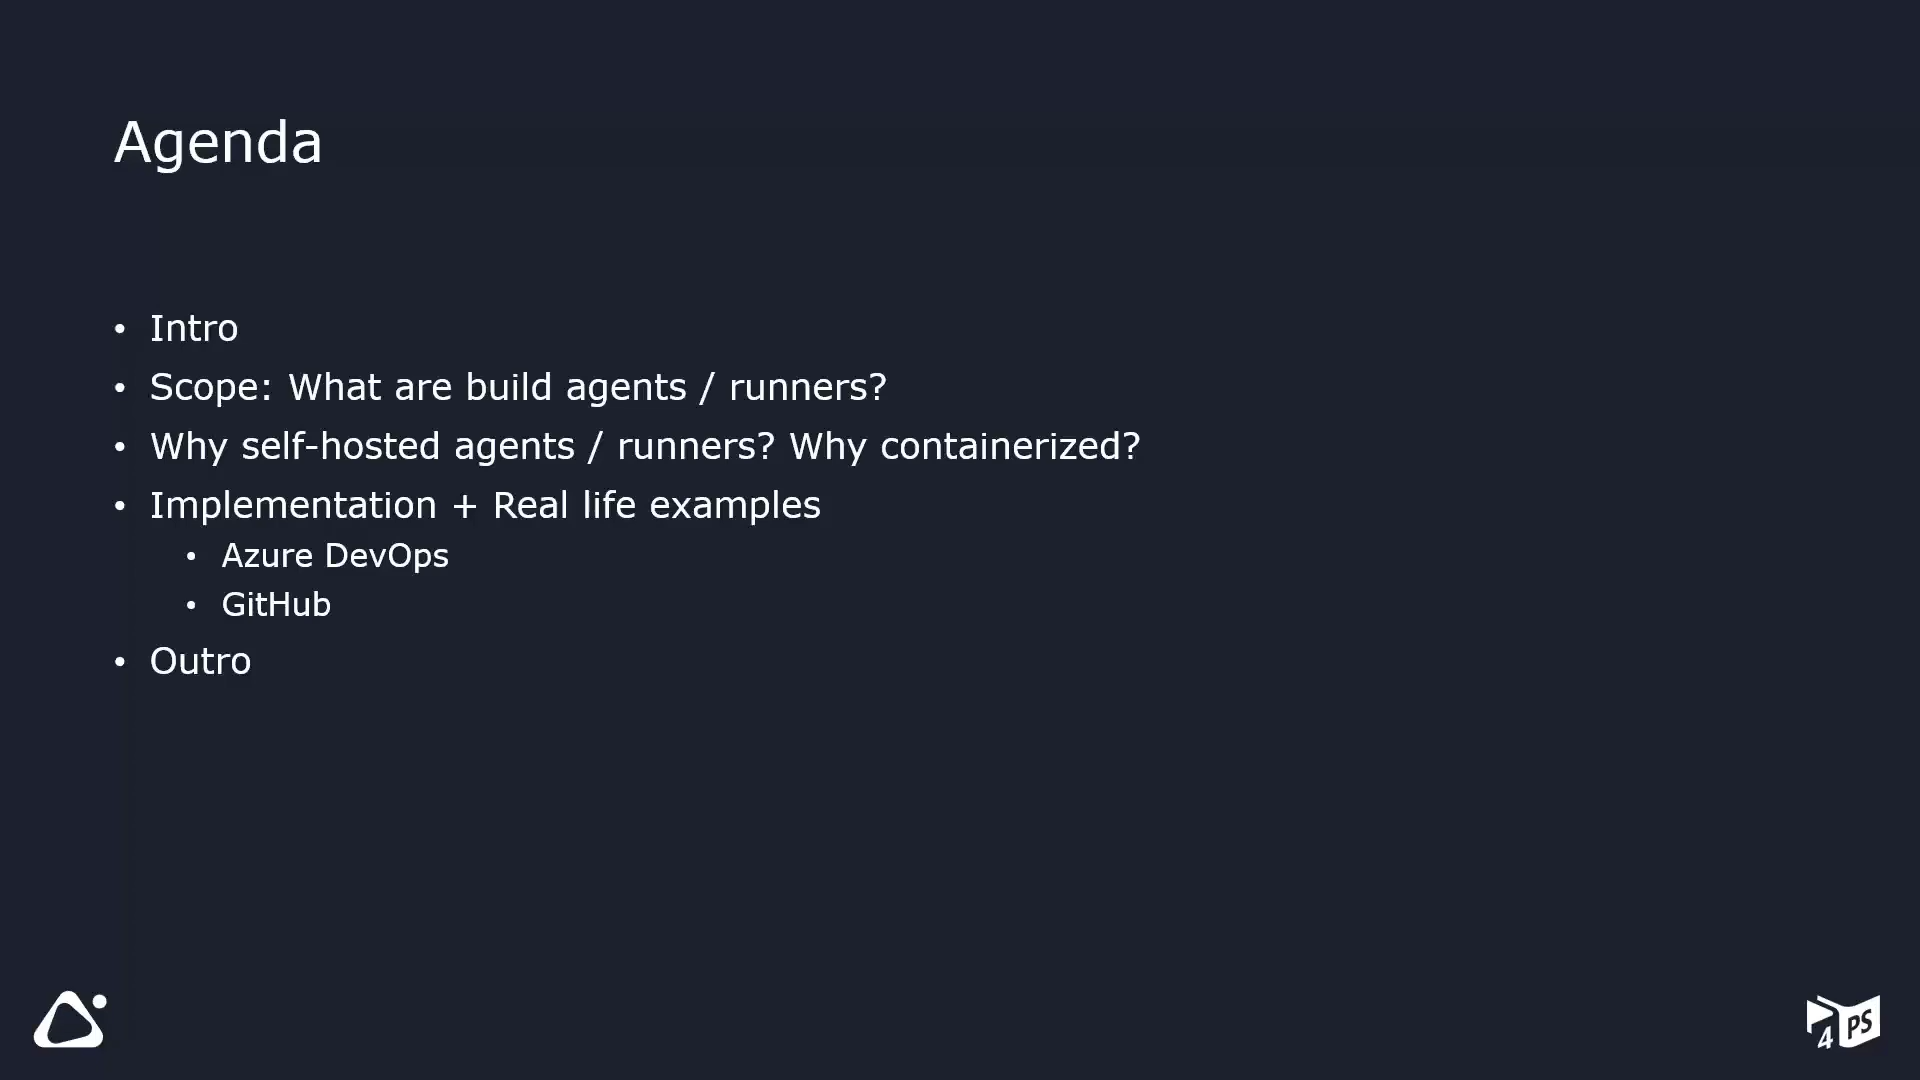 Agenda
• Intro
• Scope: What are build agents / runners?
• Why self-hosted agents / runners? Why containerized?
• Implementation + Real life examples
• Azure DevOps
• GitHub
• Outro
4PS